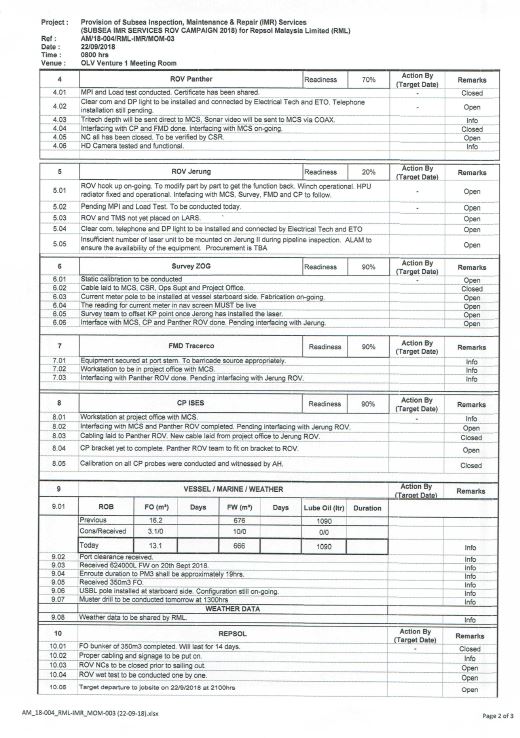 Project : Provision of Subsea Inspection, Maintenance & Repair (IMR) Services
(SUBSEA IMR SERVICES ROV CAMPAIGN 2018) for Repsol Malaysia Limited (RML)
Ref : AM/18-004/RML-IMR/MOM-03
Date : 22/09/2018
Time : 0800 hrs
Venue : OLV Venture 1 Meeting Room
4 ROV Panther Readiness 70% Action By (Target Date) Remarks
4.01 MPI and Load test conducted. Certificate has been shared. - Closed
4.02 Clear com and DP light to be installed and connected by Electrical Tech and ETO. Telephone
installation still pending. - Open
4.03 Tritech depth will be sent direct to MCS, Sonar video will be sent to MCS via COAX. Info
4.04 Interfacing with CP and FMD done. Interfacing with MCS on-going. Closed
4.05 NC all has been closed. To be verified by CSR. Open
4.06 HD Camera tested and functional. Info
5 ROV Jerung Readiness 20% Action By (Target Date) Remarks
5.01 ROV hook up on-going. To modify part by part to get the function back. Winch operational. HPU
radiator fixed and operational. Intefacing with MCS, Survey, FMD and CP to follow. - Open
5.02 Pending MPI and Load Test. To be conducted today. - Open
5.03 ROV and TMS not yet placed on LARS. Open
5.04 Clear com, telephone and DP light to be installed and connected by Electrical Tech and ETO Open
5.05 Insufficient number of laser unit to be mounted on Jerung II during pipeline inspection. ALAM to
ensure the availability of the equipment. Procurement is TBA Open
6 Survey ZOG Readiness 90% Action By (Target Date) Remarks
6.01 Static calibration to be conducted - Open
6.02 Cable laid to MCS, CSR, Ops Supt and Project Office. Closed
6.03 Current meter pole to be installed at vessel starboard side. Fabrication on-going. Open
6.04 The reading for current meter in nav screen MUST be live Open
6.05 Survey team to offset KP point once Jerong has installed the laser. Open
6.06 Interface with MCS, CP and Panther ROV done. Pending interfacing with Jerung. Open
7 FMD Tracerco Readiness 90% Action By (Target Date) Remarks
7.01 Equipment secured at port stern. To barricade source appropriately. Info
7.02 Workstation to be in project office with MCS. Info
7.03 Interfacing with Panther ROV done. Pending interfacing with Jerung ROV. Info
8 CP ISES Readiness 90% Action By (Target Date) Remarks
8.01 Workstation at project office with MCS. - Info
8.02 Interfacing with MCS and Panther ROV completed. Pending interfacing with Jerung ROV. Open
8.03 Cabling laid to Panther ROV. New cable laid from project office to Jerung ROV. Closed
8.04 CP bracket yet to complete. Panther ROV team to fit on bracket to ROV. Open
8.05 Calibration on all CP probes were conducted and witnessed by AH. Closed
9 VESSEL / MARINE / WEATHER Action By (Target Date) Remarks
9.01 ROB FO (m³) Days FW (m³) Days Lube Oil (ltr) Duration
Previous 16.2 676 1090
Cons/Received 3.1/0 10/0 0/0
Today 13.1 666 1090 Info
9.02 Port clearance received. Info
9.03 Received 624000L FW on 20th Sept 2018. Info
9.04 Enroute duration to PM3 shall be approximately 19hrs. Info
9.05 Received 350m3 FO. Info
9.06 USBL pole installed at starboard side. Configuration still on-going. Info
9.07 Muster drill to be conducted tomorrow at 1300hrs Info
WEATHER DATA
9.08 Weather data to be shared by RML. Info
10 REPSOL Action By (Target Date) Remarks
10.01 FO bunker of 350m3 completed. Will last for 14 days. - Closed
10.02 Proper cabling and signage to be put on. Info
10.03 ROV NCs to be closed prior to sailing out. Open
10.04 ROV wet test to be conducted one by one. Open
10.06 Target departure to jobsite on 22/9/2018 at 2100hrs Open
AM_18-004_RML-IMR_MOM-003 (22-09-18).xlsx Page 2 of 3